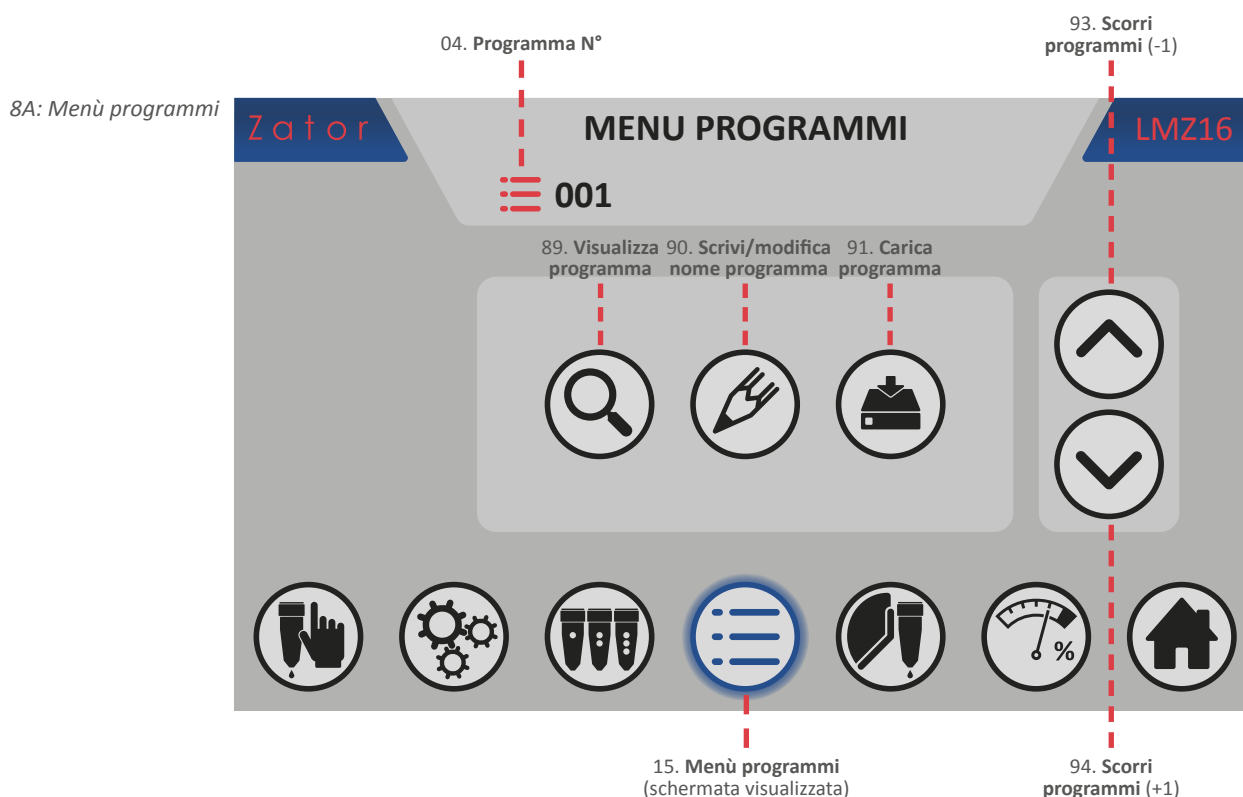 93. Scorri
programmi (-1)
04. Programma N°
8A: Menù programmi
Zator
MENU PROGRAMMI
LMZ16
001
89. Visualizza
programma
90. Scrivi/modifica
nome programma
91. Carica
programma
%
15. Menù programmi
(schermata visualizzata)
94. Scorri
programmi (+1)